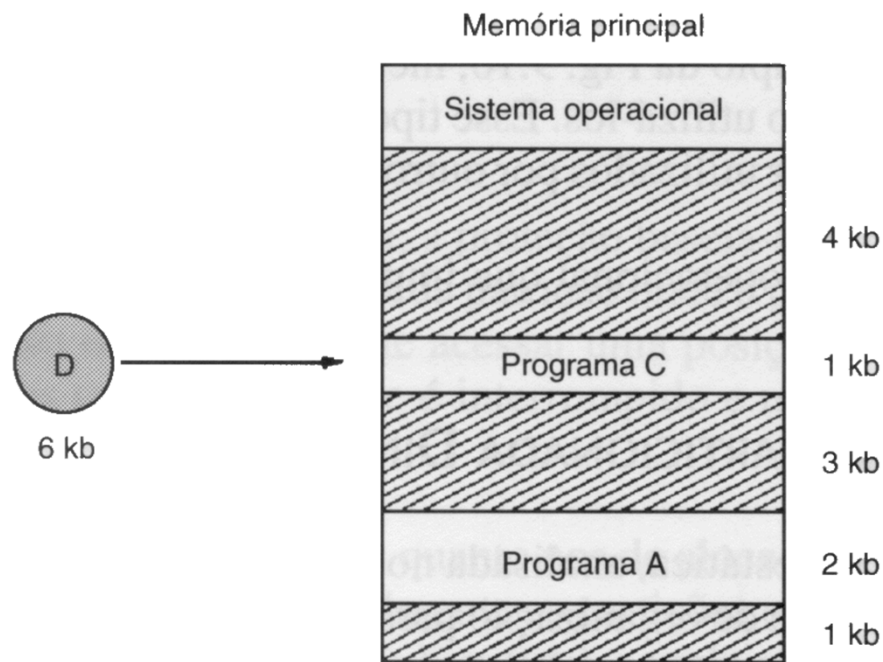 Memória principal
Sistema operacional
4 kb
D
6 kb
Programa C
1 kb
3 kb
Programa A
2 kb
1 kb